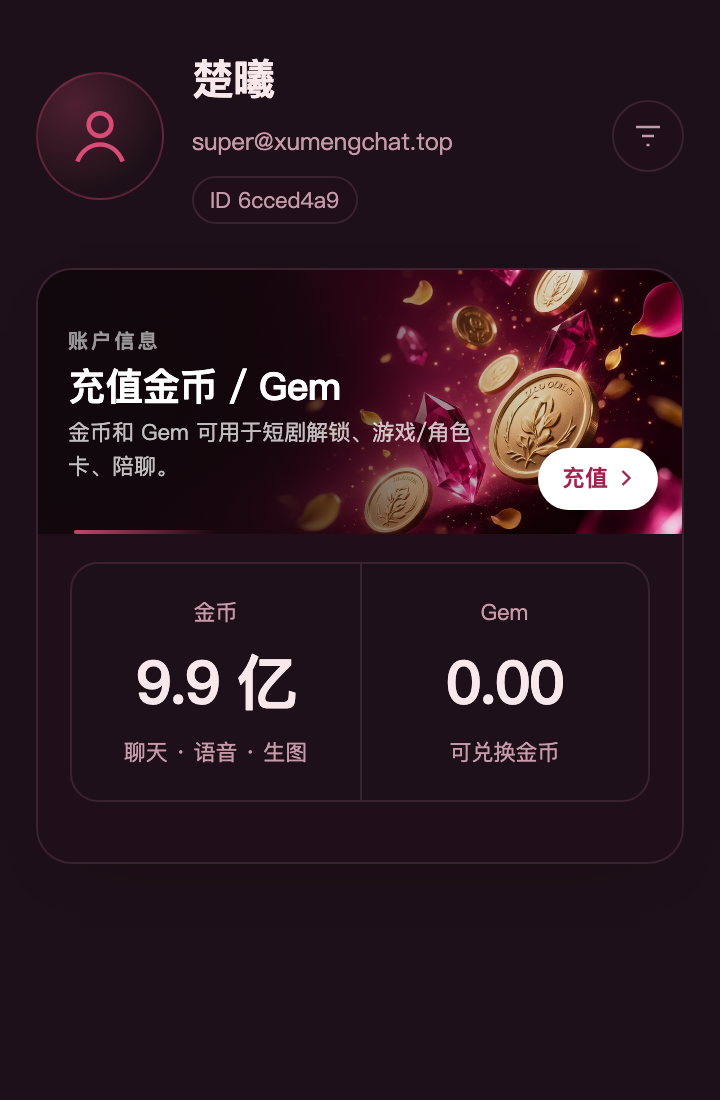 楚曦
super@xumengchat.top
ID 6cced4a9
账户信息
充值金币 / Gem
金币和 Gem 可用于短剧解锁、游戏/角色
卡、陪聊。
充值
金币
9.9 亿
聊天 · 语音 · 生图
Gem
0.00
可兑换金币